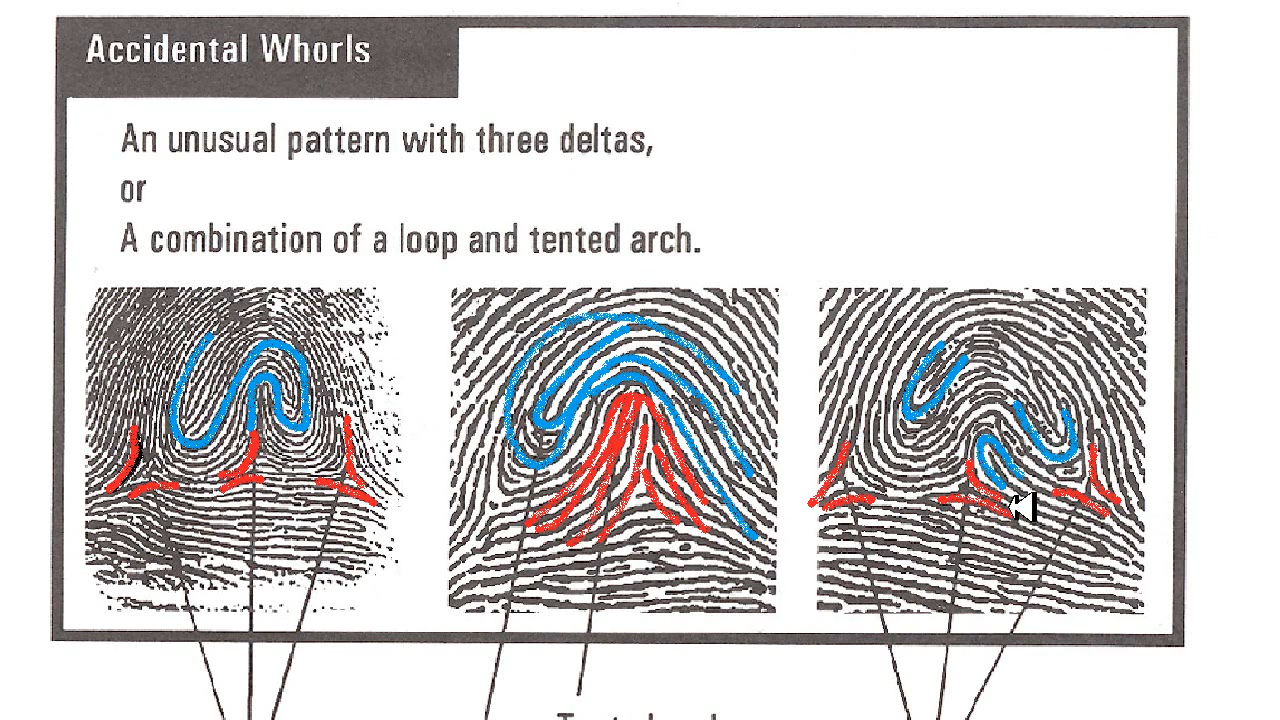 Accidental Whorls
An unusual pattern with three deltas,
or
A combination of a loop and tented arch.